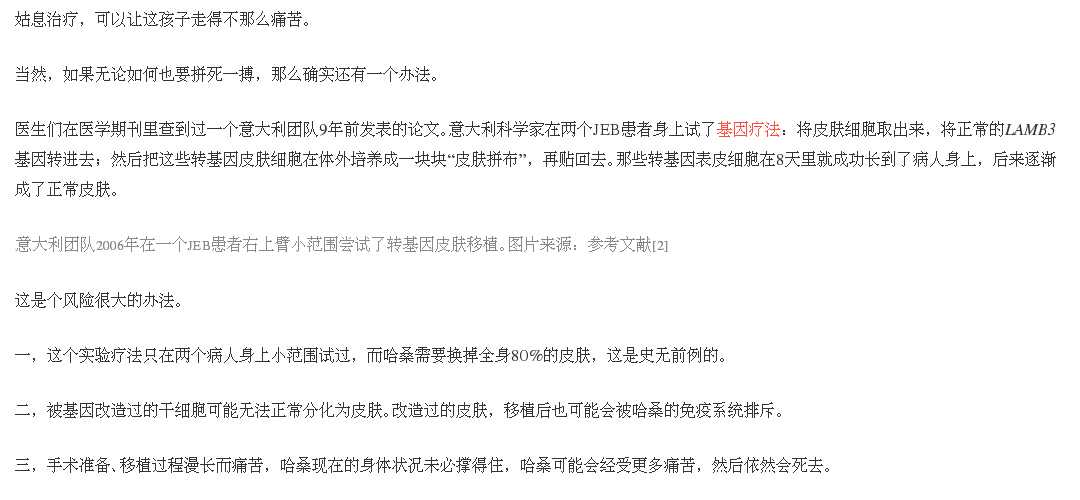 姑息治疗，可以让这孩子走得不那么痛苦。
当然，如果无论如何也要拼死一搏，那么确实还有一个办法。
医生们在医学期刊里查到过一个意大利团队9年前发表的论文。意大利科学家在两个JEB患者身上试了基因疗法：将皮肤细胞取出来，将正常的LAMB3
基因转进去；然后把这些转基因皮肤细胞在体外培养成一块块“皮肤拼布”，再贴回去。那些转基因表皮细胞在8天里就成功长到了病人身上，后来逐渐
成了正常皮肤。
意大利团队2006年在一个JEB患者右上臂小范围尝试了转基因皮肤移植。图片来源：参考文献[2]
这是个风险很大的办法。
一，这个实验疗法只在两个病人身上小范围试过，而哈桑需要换掉全身80%的皮肤，这是史无前例的。
二，被基因改造过的干细胞可能无法正常分化为皮肤。改造过的皮肤，移植后也可能会被哈桑的免疫系统排斥。
三，手术准备、移植过程漫长而痛苦，哈桑现在的身体状况未必撑得住，哈桑可能会经受更多痛苦，然后依然会死去。